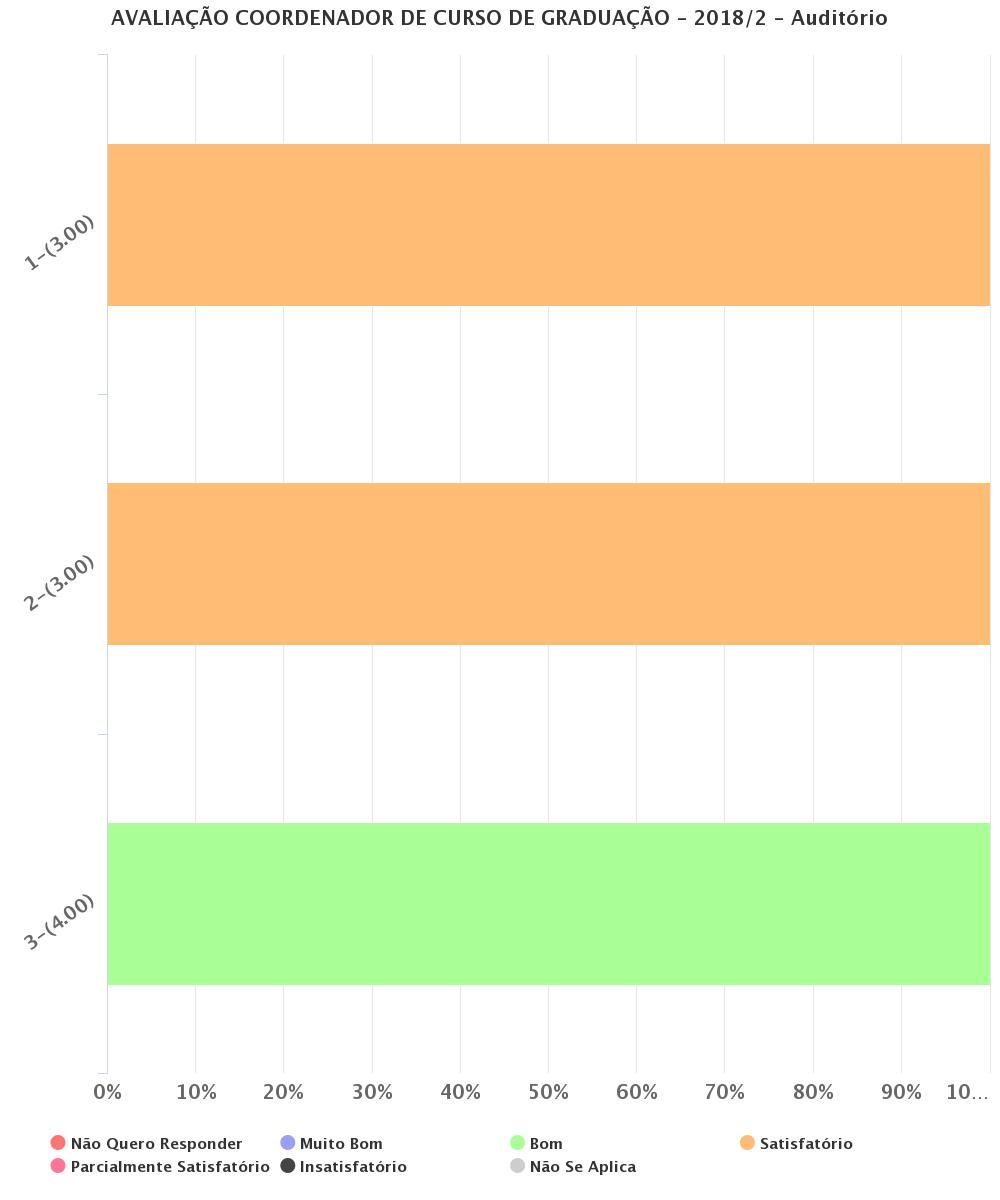 AVALIAÇÃO COORDENADOR DE CURSO DE GRADUAÇÃO - 2018/2 - Auditório
1-(3.00)
2-(3.00)
3-(4.00)
0% 10% 20% 30% 40% 50% 60% 70% 80% 90% 10...
Não Quero Responder Muito Bom Bom Satisfatório
Parcialmente Satisfatório Insatisfatório Não Se Aplica